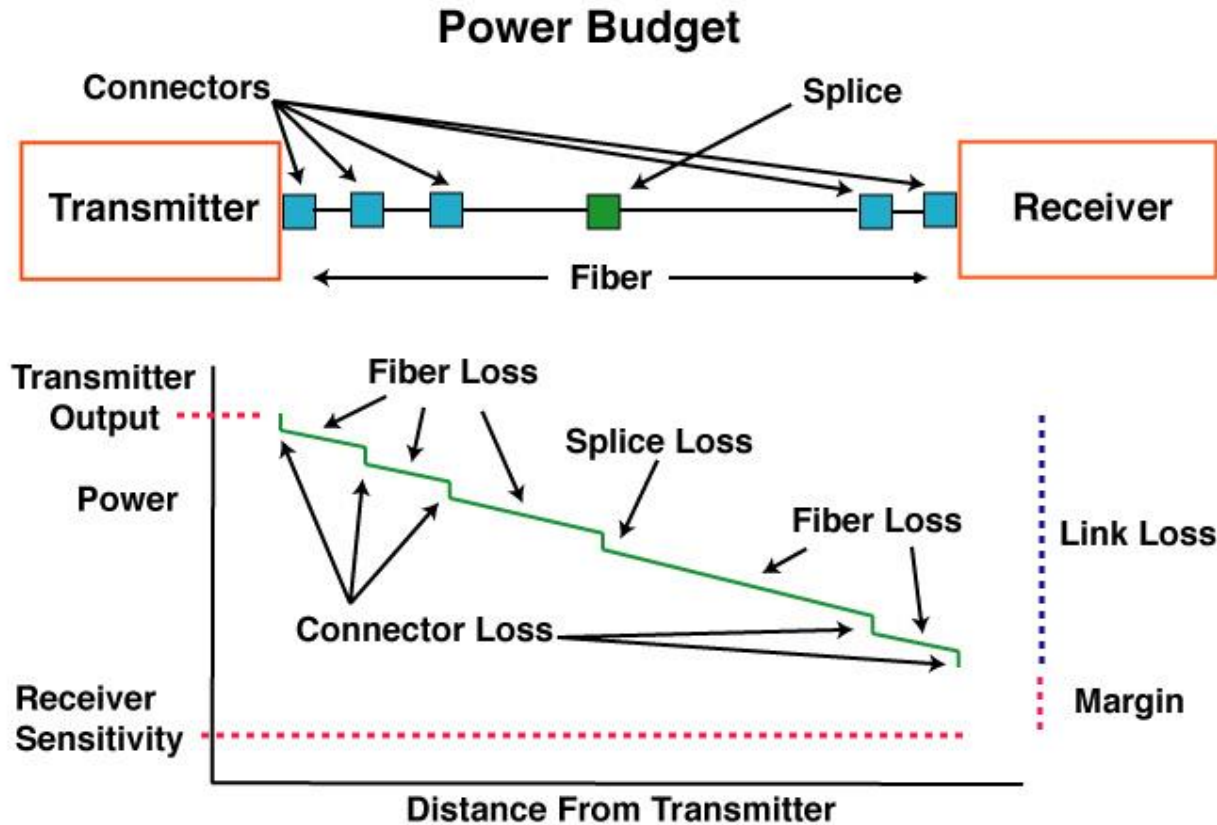 Power Budget
Connectors
Splice
Transmitter
Receiver
Fiber
Transmitter
Output
Fiber Loss
Splice Loss
Power
Fiber Loss
Link Loss
Connector Loss
Receiver
Sensitivity
Margin
Distance From Transmitter